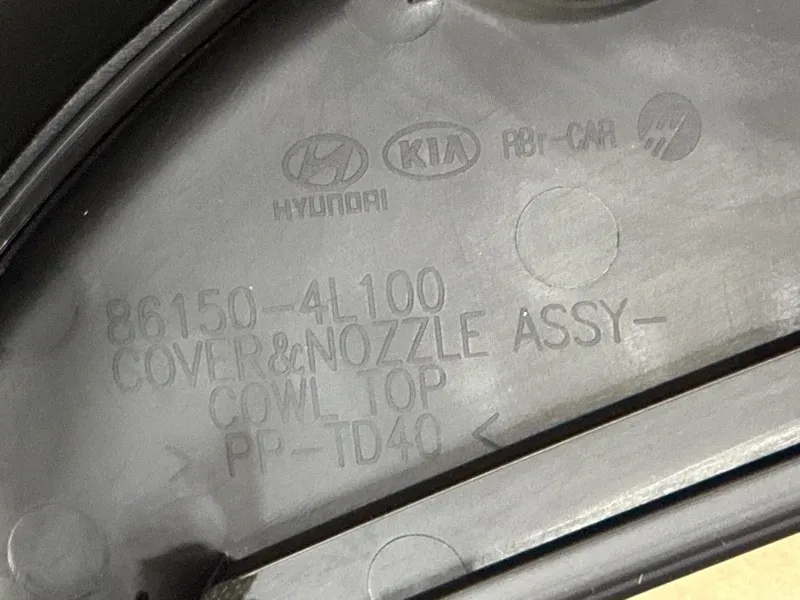 KIA RBr-CAR
HYUNDAI
86150-4L100
COVER&NOZZLE ASSY-
COWL TOP
> PP-TD40 <